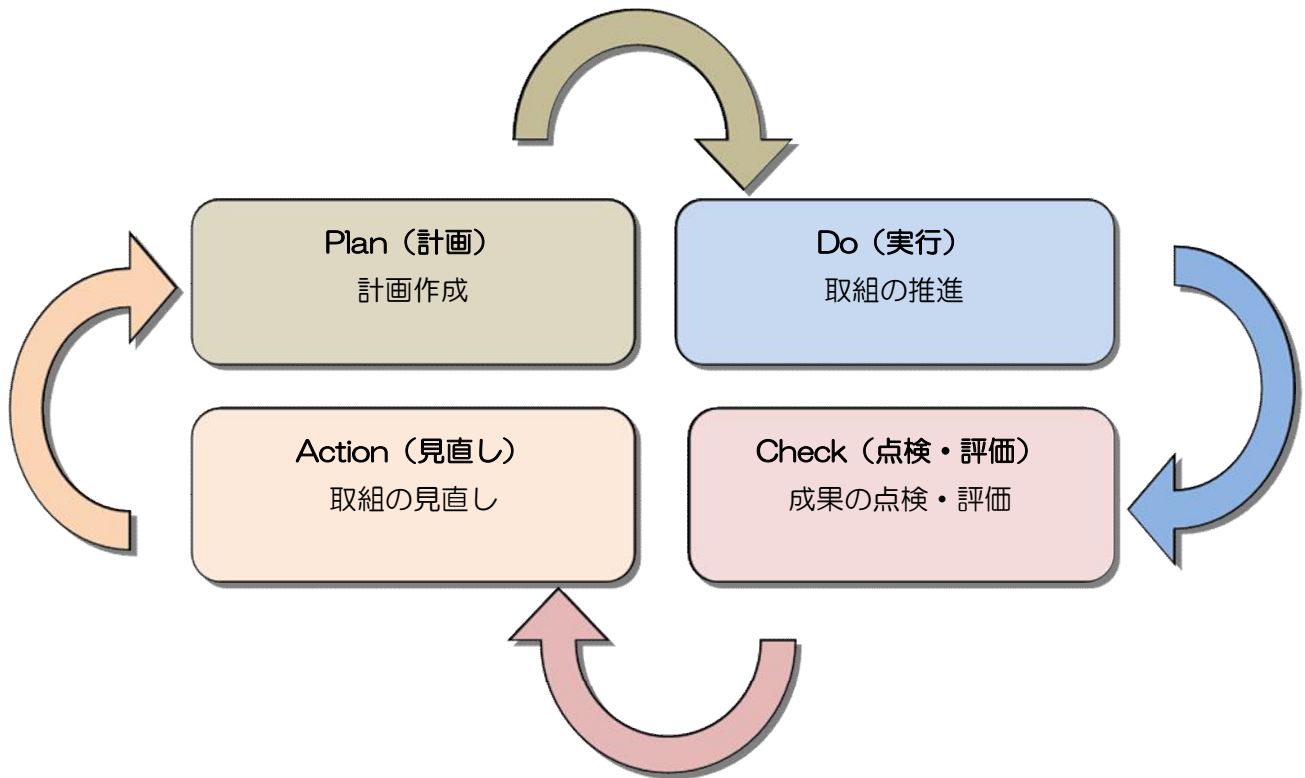 Plan（計画）
計画作成
Do（実行）
取組の推進
Action（見直し）
取組の見直し
Check（点検・評価）
成果の点検・評価